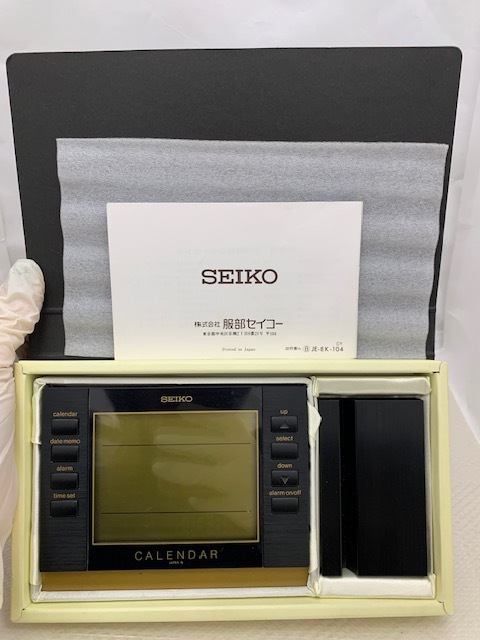 SEIKO
株式会社 服部セイコー
Printed in Japan
JE-EK-104
SEIKO
calendar
date memo
alarm
time set
up
select
down
alarm on/off
CALENDAR